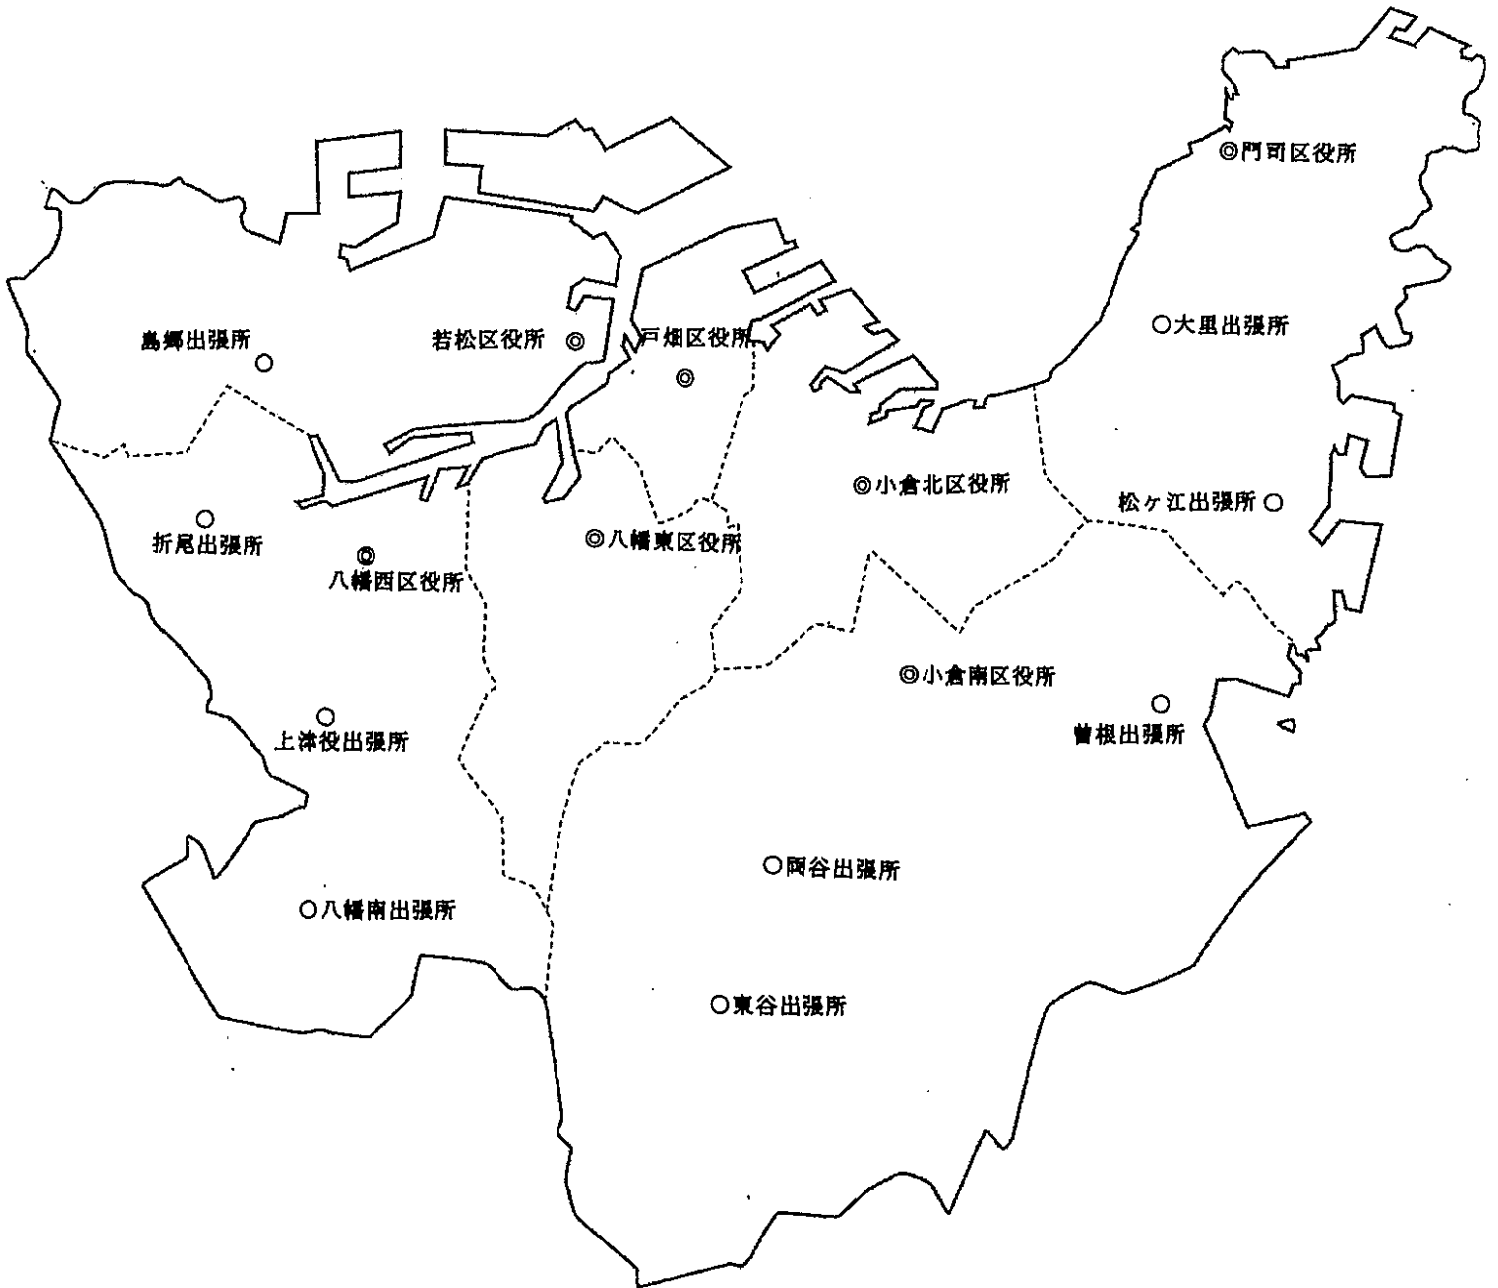 ◎門司区役所
○大里出張所
島郷出張所
若松区役所
戸畑区役所
◎小倉北区役所
松ヶ江出張所
折尾出張所
◎八幡東区役所
八幡西区役所
◎小倉南区役所
曽根出張所
上津役出張所
○両谷出張所
○八幡南出張所
○東谷出張所